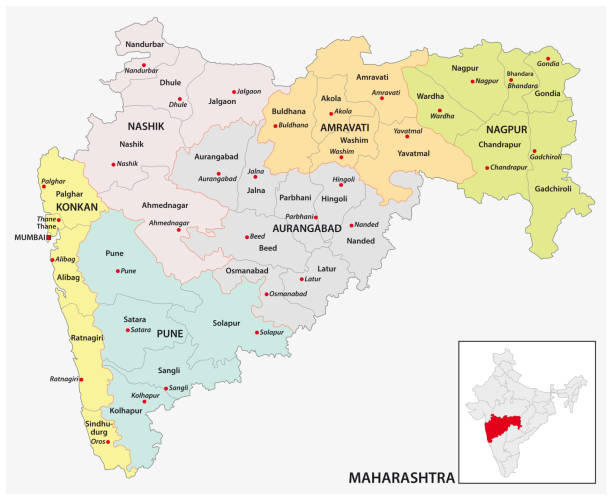 Nandurbar
Nandurbar
Dhule
Dhule
Jalgaon
Jalgaon
NASHIK
Nashik
Nashik
Ahmednagar
Ahmednagar
Buldhana
Buldhana
Akola
Akola
Amravati
Amravati
AMRAVATI
Washim
Washim
Yavatmal
Yavatmal
Nagpur
Nagpur
Wardha
Wardha
Bhandara
Bhandara
Gondia
Gondia
NAGPUR
Chandrapur
Chandrapur
Gadchiroli
Gadchiroli
Aurangabad
Aurangabad
Jalna
Jalna
Parbhani
Parbhani
Hingoli
Hingoli
AURANGABAD
Nanded
Nanded
Beed
Beed
Latur
Latur
Osmanabad
Osmanabad
Palghar
Palghar
KONKAN
Thane
Thane
MUMBAI
Alibag
Alibag
Ratnagiri
Ratnagiri
Sindhu-
durg
Oros
Pune
Pune
Satara
Satara
PUNE
Solapur
Solapur
Sangli
Sangli
Kolhapur
Kolhapur
MAHARASHTRA